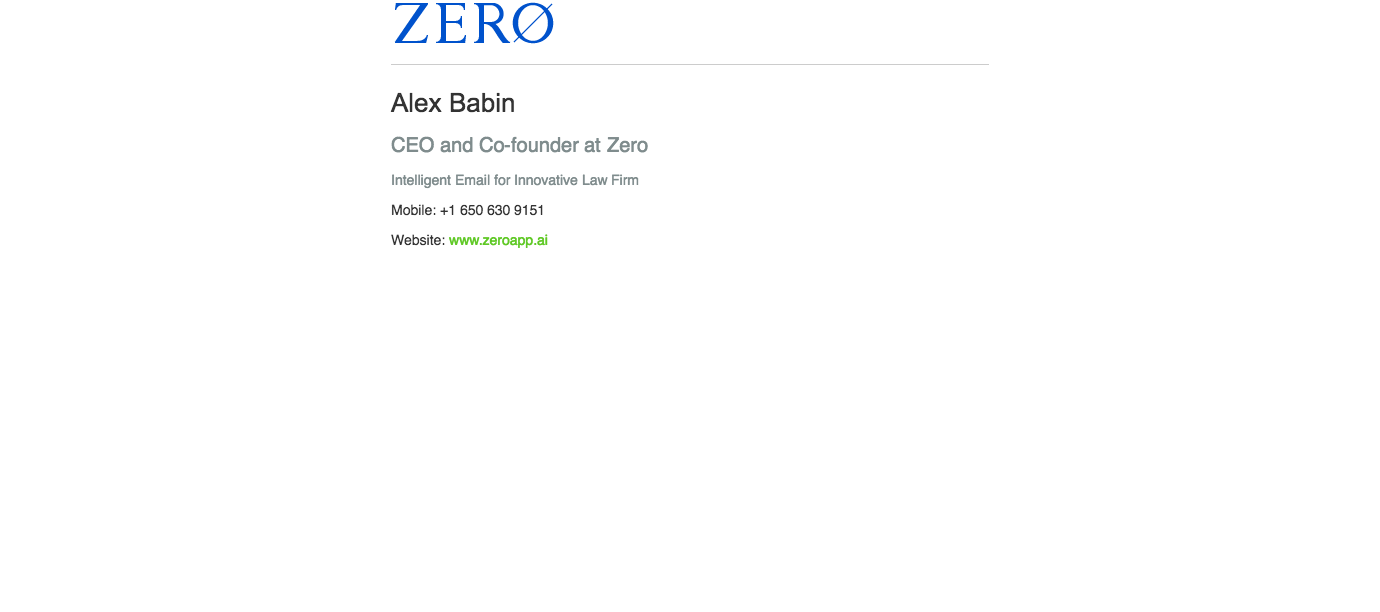 ZERØ
Alex Babin
CEO and Co-founder at Zero
Intelligent Email for Innovative Law Firm
Mobile: +1 650 630 9151
Website: www.zeroapp.ai